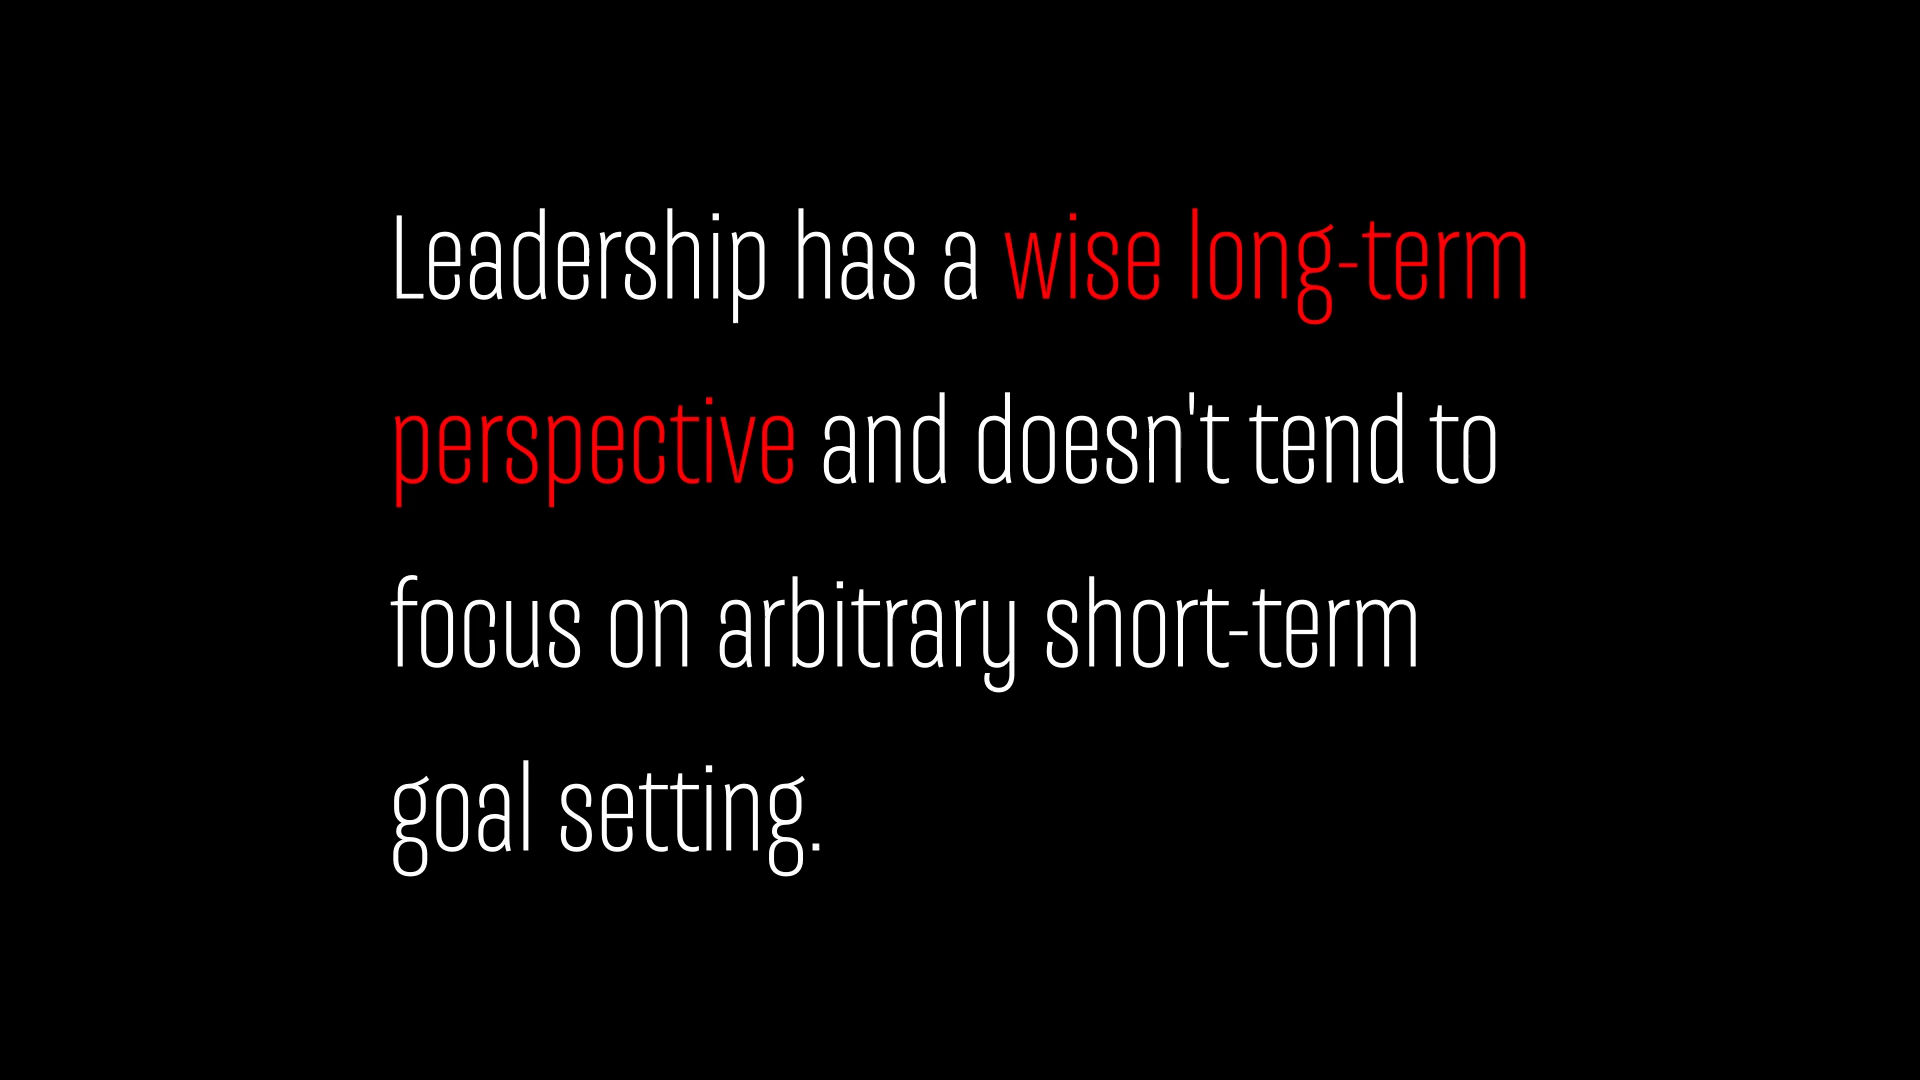 Leadership has a wise long-term
perspective and doesn't tend to
focus on arbitrary short-term
goal setting.